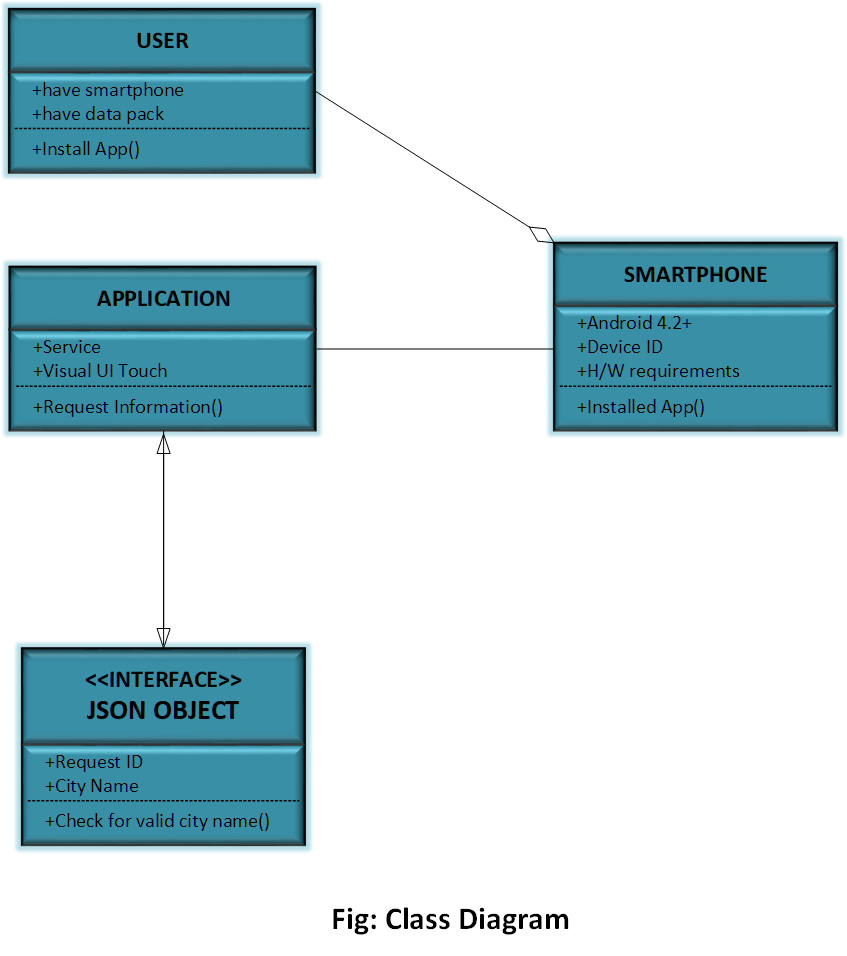 USER
+have smartphone
+have data pack
+Install App()
APPLICATION
+Service
+Visual UI Touch
+Request Information()
SMARTPHONE
+Android 4.2+
+Device ID
+H/W requirements
+Installed App()
<<INTERFACE>>
JSON OBJECT
+Request ID
+City Name
+Check for valid city name()
Fig: Class Diagram